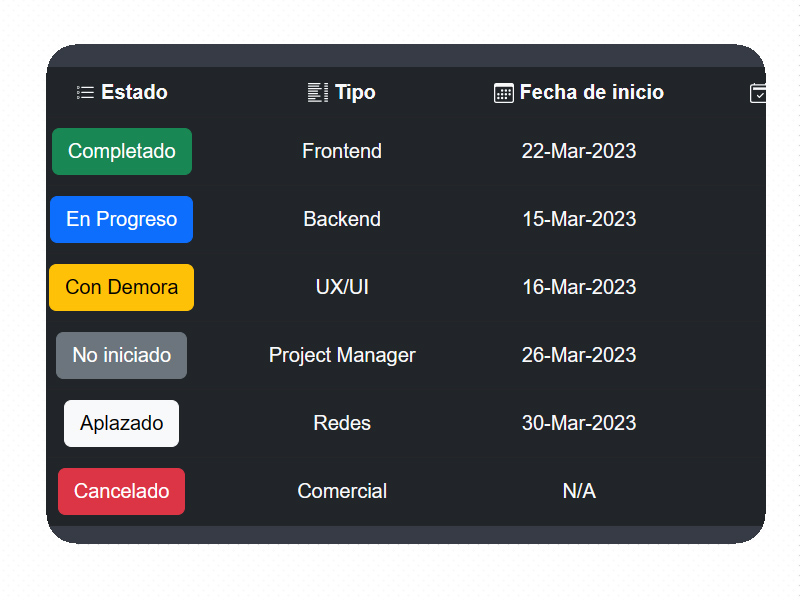 Estado Tipo Fecha de inicio
Completado Frontend 22-Mar-2023
En Progreso Backend 15-Mar-2023
Con Demora UX/UI 16-Mar-2023
No iniciado Project Manager 26-Mar-2023
Aplazado Redes 30-Mar-2023
Cancelado Comercial N/A